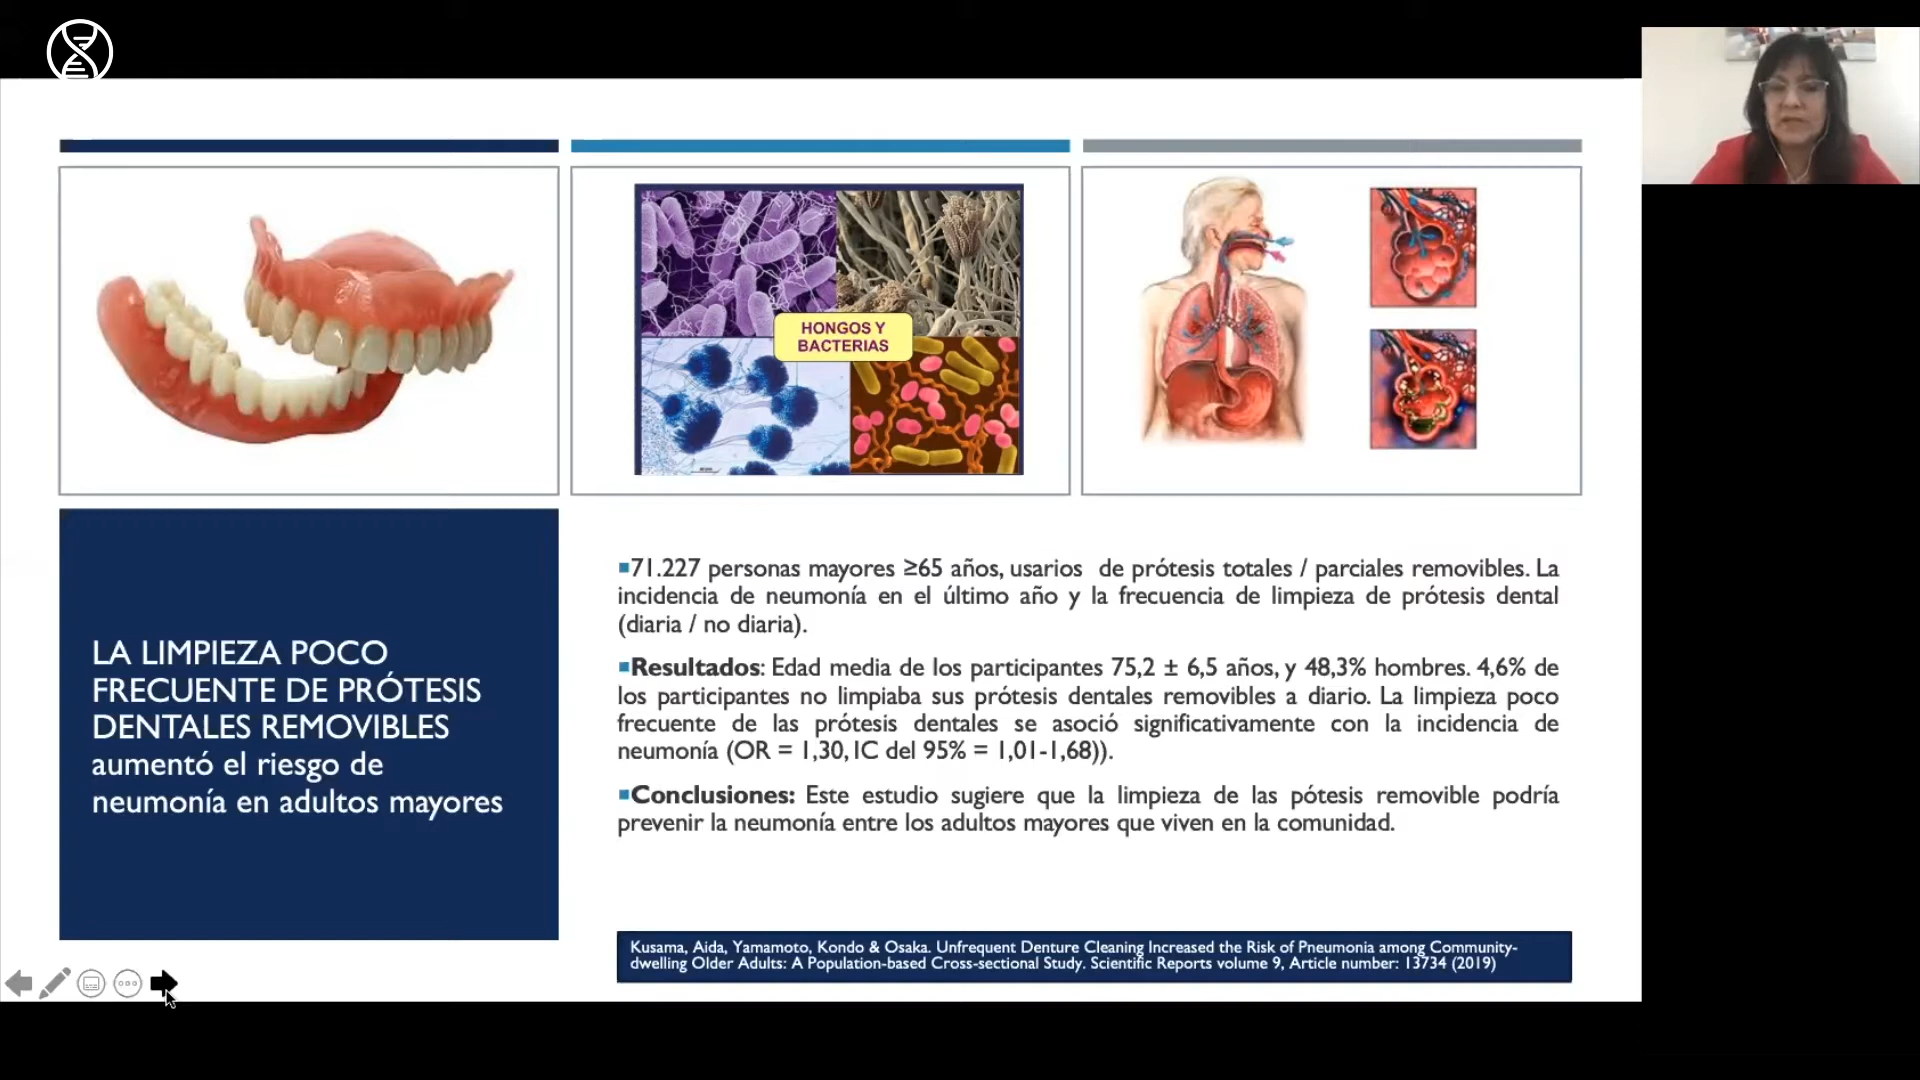 HONGOS Y
BACTERIAS
LA LIMPIEZA POCO
FRECUENTE DE PRÓTESIS
DENTALES REMOVIBLES
aumentó el riesgo de
neumonía en adultos mayores
▪71.227 personas mayores ≥65 años, usarios de prótesis totales / parciales removibles. La
incidencia de neumonía en el último año y la frecuencia de limpieza de prótesis dental
(diaria / no diaria).
▪Resultados: Edad media de los participantes 75,2 ± 6,5 años, y 48,3% hombres. 4,6% de
los participantes no limpiaba sus prótesis dentales removibles a diario. La limpieza poco
frecuente de las prótesis dentales se asoció significativamente con la incidencia de
neumonía (OR = 1,30, IC del 95% = 1,01-1,68)).
▪Conclusiones: Este estudio sugiere que la limpieza de las pótesis removible podría
prevenir la neumonía entre los adultos mayores que viven en la comunidad.
Kusama, Aida, Yamamoto, Kondo & Osaka. Unfrequent Denture Cleaning Increased the Risk of Pneumonia among Community-
dwelling Older Adults: A Population-based Cross-sectional Study. Scientific Reports volume 9, Article number: 13734 (2019)